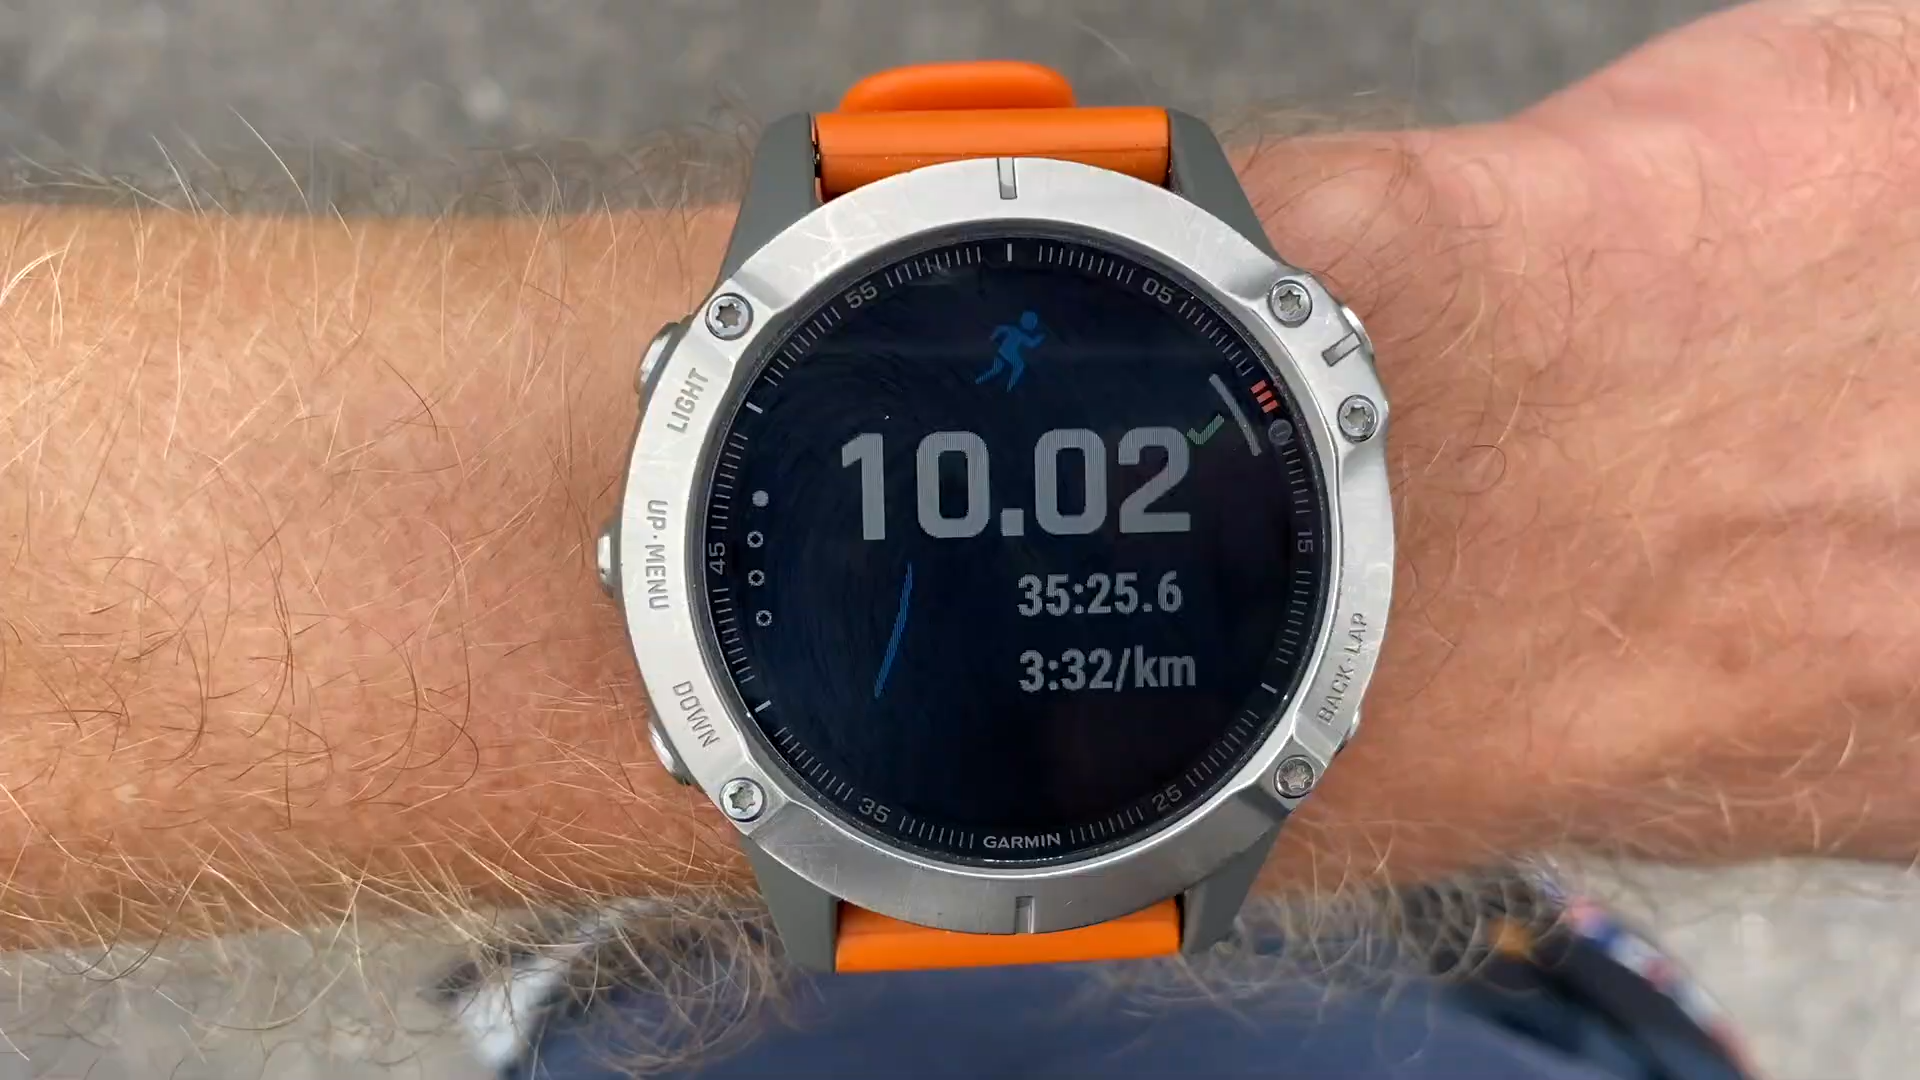 55
05
LIGHT
10.02
UP·MENU
45
15
35:25.6
3:32/km
BACK·LAP
DOWN
35
25
GARMIN